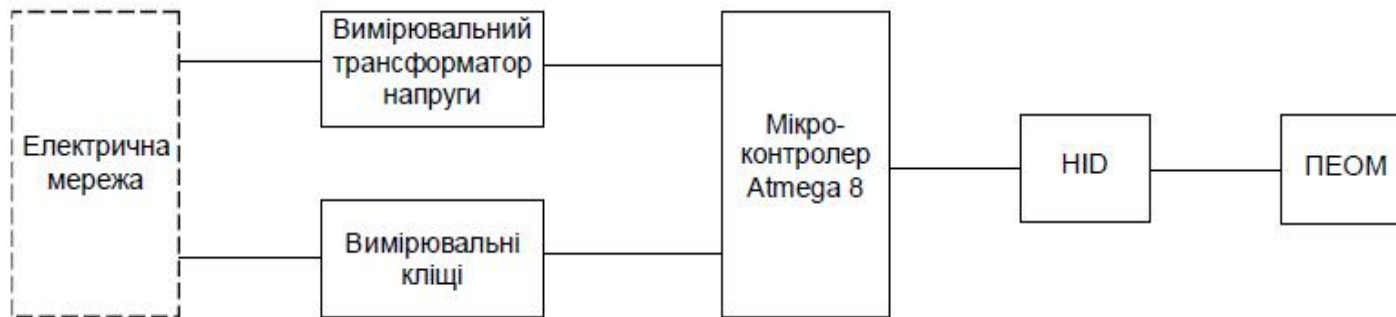 Електрична
мережа
Вимірювальний
трансформатор
напруги
Вимірювальні
кліщі
Мікро-
контролер
Atmega 8
HID
ПЕОМ